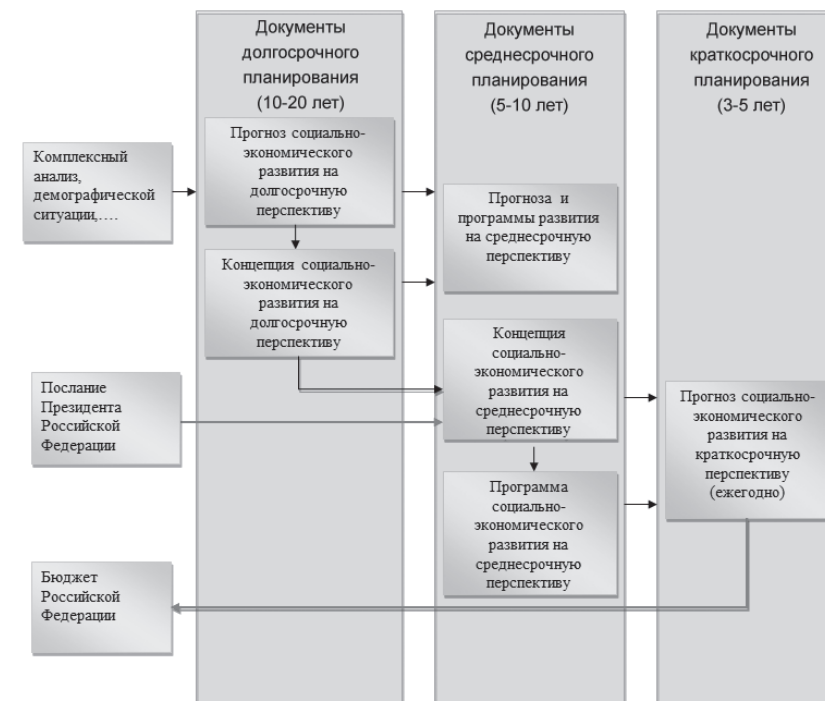 Документы
долгосрочного
планирования
(10-20 лет)
Документы
среднесрочного
планирования
(5-10 лет)
Документы
краткосрочного
планирования
(3-5 лет)
Комплексный
анализ,
демографической
ситуации,….
Прогноз социально-
экономического
развития на
долгосрочную
перспективу
Прогноза и
программы развития
на среднесрочную
перспективу
Концепция социально-
экономического
развития на
долгосрочную
перспективу
Послание
Президента
Российской
Федерации
Концепция
социально-
экономического
развития на
среднесрочную
перспективу
Прогноз социально-
экономического
развития на
краткосрочную
перспективу
(ежегодно)
Программа
социально-
экономического
развития на
среднесрочную
перспективу
Бюджет
Российской
Федерации